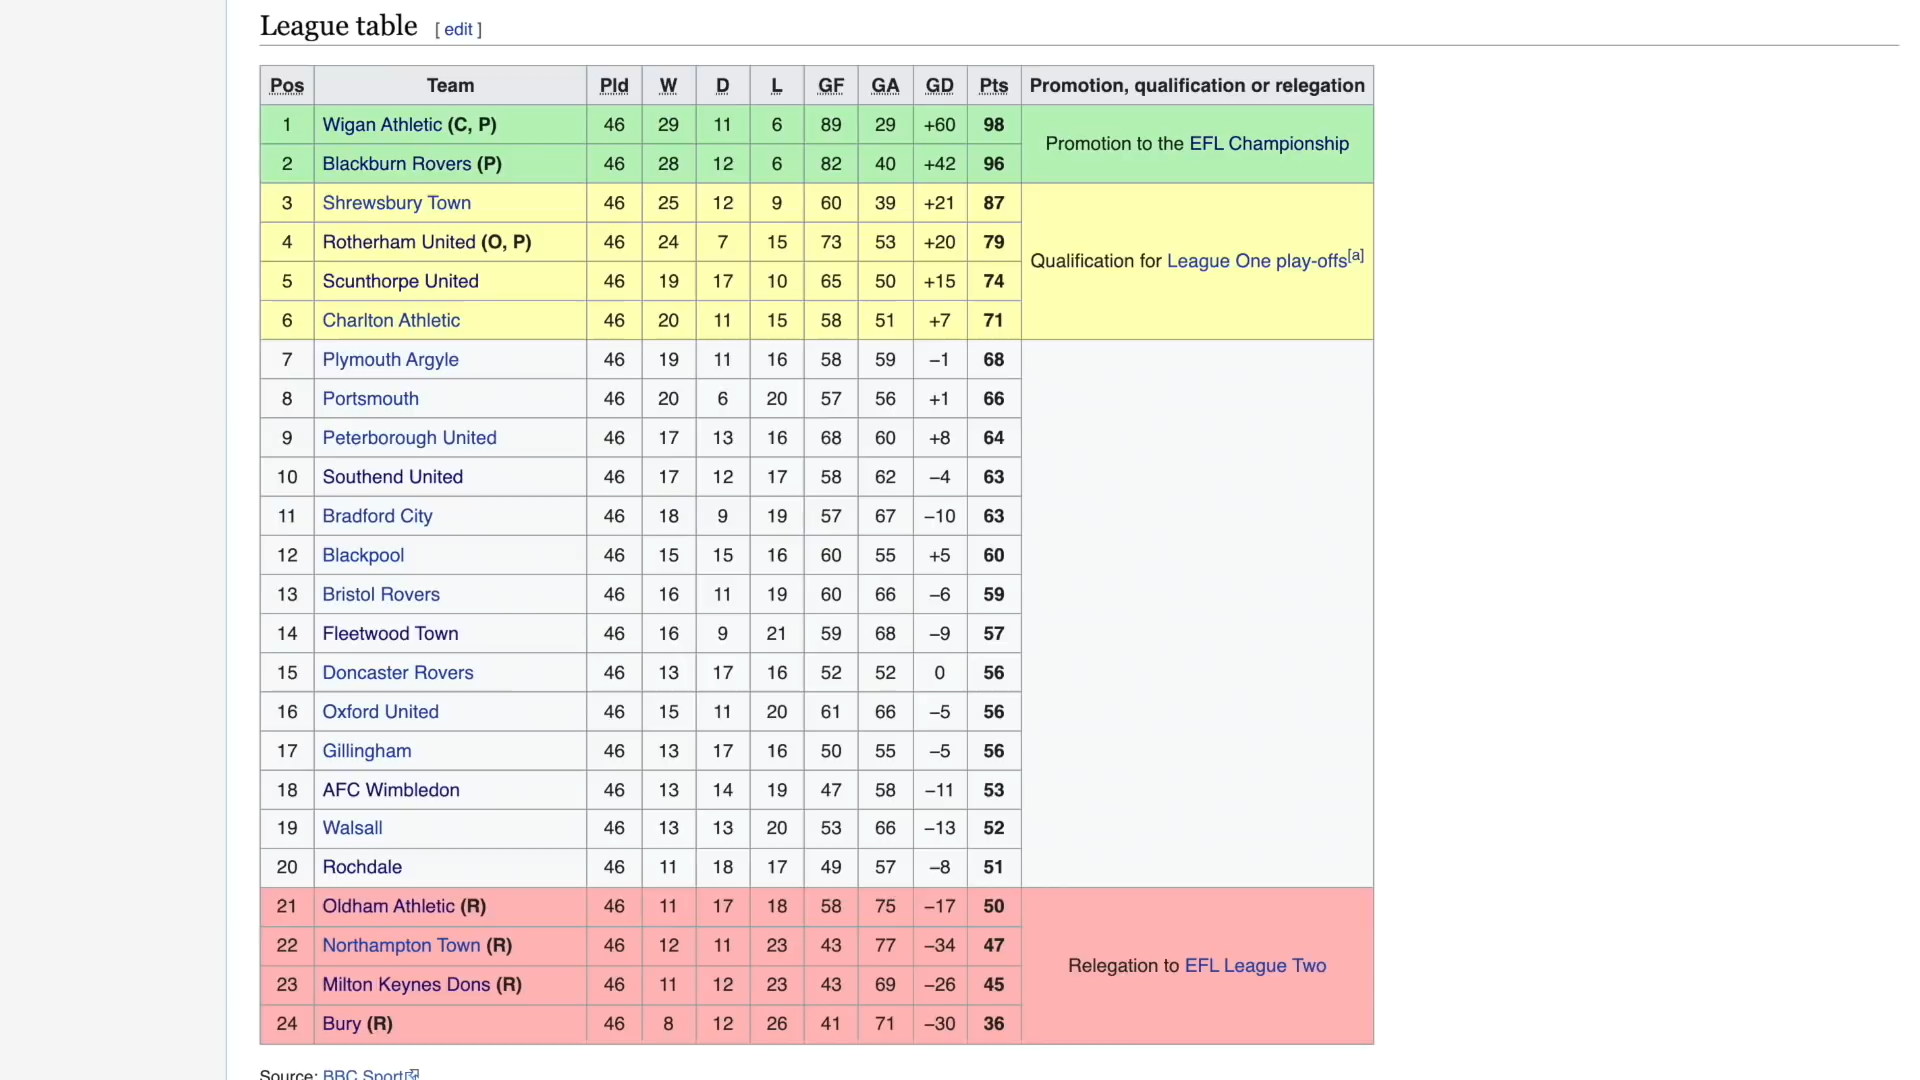 League table [ edit ]
Pos Team Pld W D L GF GA GD Pts Promotion, qualification or relegation
1 Wigan Athletic (C, P) 46 29 11 6 89 29 +60 98 Promotion to the EFL Championship
2 Blackburn Rovers (P) 46 28 12 6 82 40 +42 96
3 Shrewsbury Town 46 25 12 9 60 39 +21 87 Qualification for League One play-offs[a]
4 Rotherham United (O, P) 46 24 7 15 73 53 +20 79
5 Scunthorpe United 46 19 17 10 65 50 +15 74
6 Charlton Athletic 46 20 11 15 58 51 +7 71
7 Plymouth Argyle 46 19 11 16 58 59 −1 68
8 Portsmouth 46 20 6 20 57 56 +1 66
9 Peterborough United 46 17 13 16 68 60 +8 64
10 Southend United 46 17 12 17 58 62 −4 63
11 Bradford City 46 18 9 19 57 67 −10 63
12 Blackpool 46 15 15 16 60 55 +5 60
13 Bristol Rovers 46 16 11 19 60 66 −6 59
14 Fleetwood Town 46 16 9 21 59 68 −9 57
15 Doncaster Rovers 46 13 17 16 52 52 0 56
16 Oxford United 46 15 11 20 61 66 −5 56
17 Gillingham 46 13 17 16 50 55 −5 56
18 AFC Wimbledon 46 13 14 19 47 58 −11 53
19 Walsall 46 13 13 20 53 66 −13 52
20 Rochdale 46 11 18 17 49 57 −8 51
21 Oldham Athletic (R) 46 11 17 18 58 75 −17 50 Relegation to EFL League Two
22 Northampton Town (R) 46 12 11 23 43 77 −34 47
23 Milton Keynes Dons (R) 46 11 12 23 43 69 −26 45
24 Bury (R) 46 8 12 26 41 71 −30 36
Source: BBC Sport